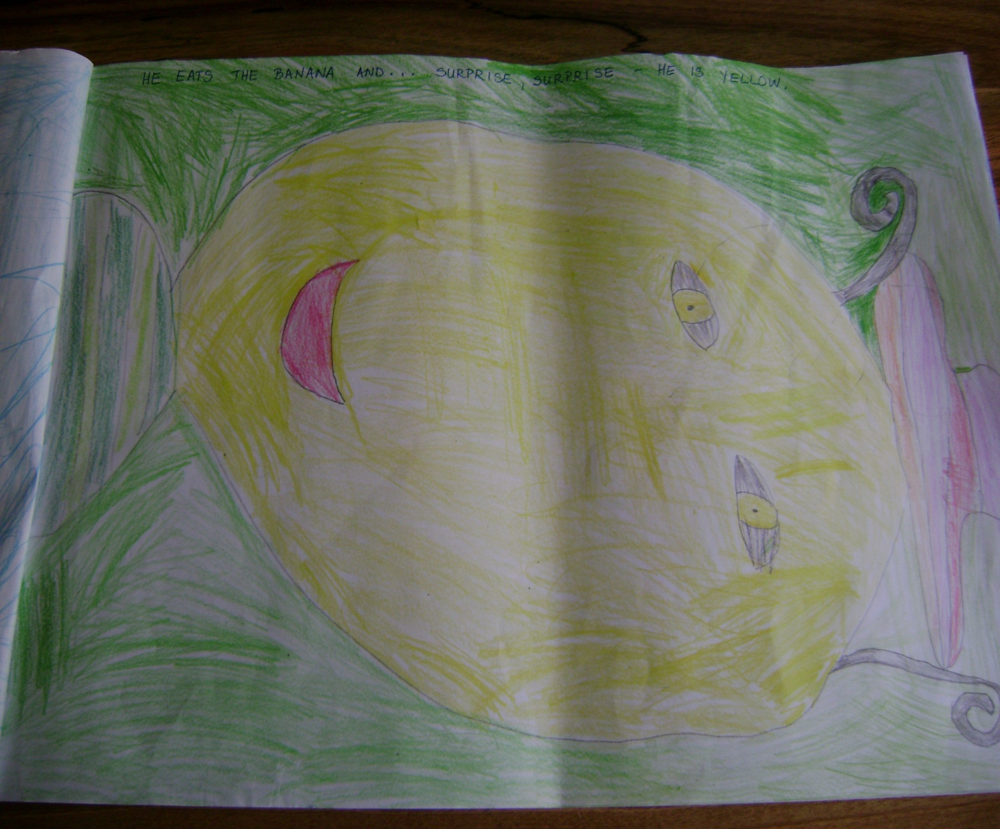 HE EATS THE BANANA AND... SURPRISE, SURPRISE - HE IS YELLOW.